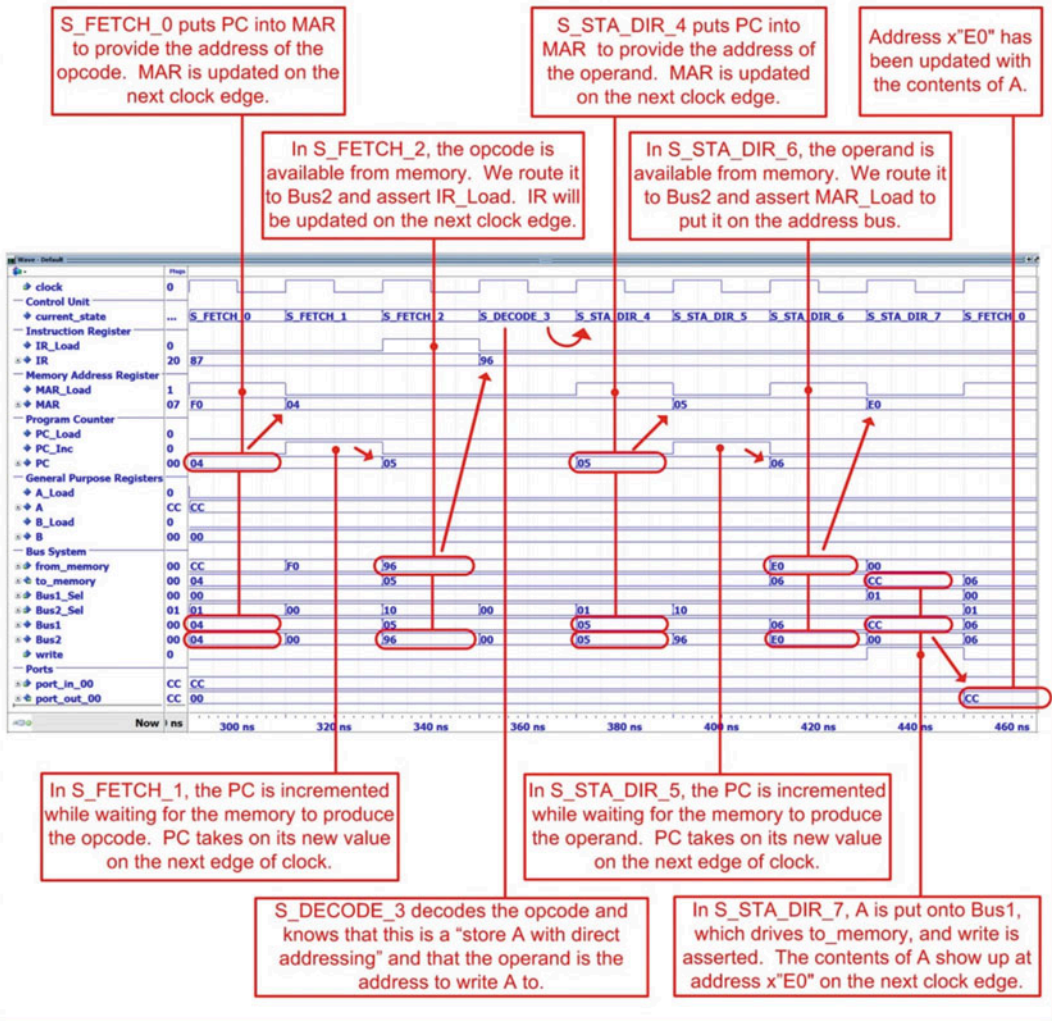 S_FETCH_0 puts PC into MAR
to provide the address of the
opcode. MAR is updated on the
next clock edge.
S_STA_DIR_4 puts PC into
MAR to provide the address of
the operand. MAR is updated
on the next clock edge.
Address x"E0" has
been updated with
the contents of A.
In S_FETCH_2, the opcode is
available from memory. We route it
to Bus2 and assert IR_Load. IR will
be updated on the next clock edge.
In S_STA_DIR_6, the operand is
available from memory. We route it
to Bus2 and assert MAR_Load to
put it on the address bus.
Wave - Default
Msgs
clock 0
Control Unit
current_state ... S_FETCH_0 S_FETCH_1 S_FETCH_2 S_DECODE_3 S_STA_DIR_4 S_STA_DIR_5 S_STA_DIR_6 S_STA_DIR_7 S_FETCH_0
Instruction Register
IR_Load 0
IR 20 87 96
Memory Address Register
MAR_Load 1
MAR 07 F0 04 05 E0
Program Counter
PC_Load 0
PC_Inc 0
PC 00 04 05 05 06
General Purpose Registers
A_Load 0
A CC CC
B_Load 0
B 00 00
Bus System
from_memory 00 CC F0 96 E0 00
to_memory 00 04 05 06 CC 06
Bus1_Sel 00 00 01 00
Bus2_Sel 01 01 00 10 00 01 10 01
Bus1 00 04 05 05 06 CC 06
Bus2 00 04 00 96 00 05 96 E0 00 06
write 0
Ports
port_in_00 CC CC
port_out_00 CC 00 CC
Now ns 300 ns 320 ns 340 ns 360 ns 380 ns 400 ns 420 ns 440 ns 460 ns
In S_FETCH_1, the PC is incremented
while waiting for the memory to produce
the opcode. PC takes on its new value
on the next edge of clock.
In S_STA_DIR_5, the PC is incremented
while waiting for the memory to produce
the operand. PC takes on its new value
on the next edge of clock.
S_DECODE_3 decodes the opcode and
knows that this is a “store A with direct
addressing” and that the operand is the
address to write A to.
In S_STA_DIR_7, A is put onto Bus1,
which drives to_memory, and write is
asserted. The contents of A show up at
address x"E0" on the next clock edge.